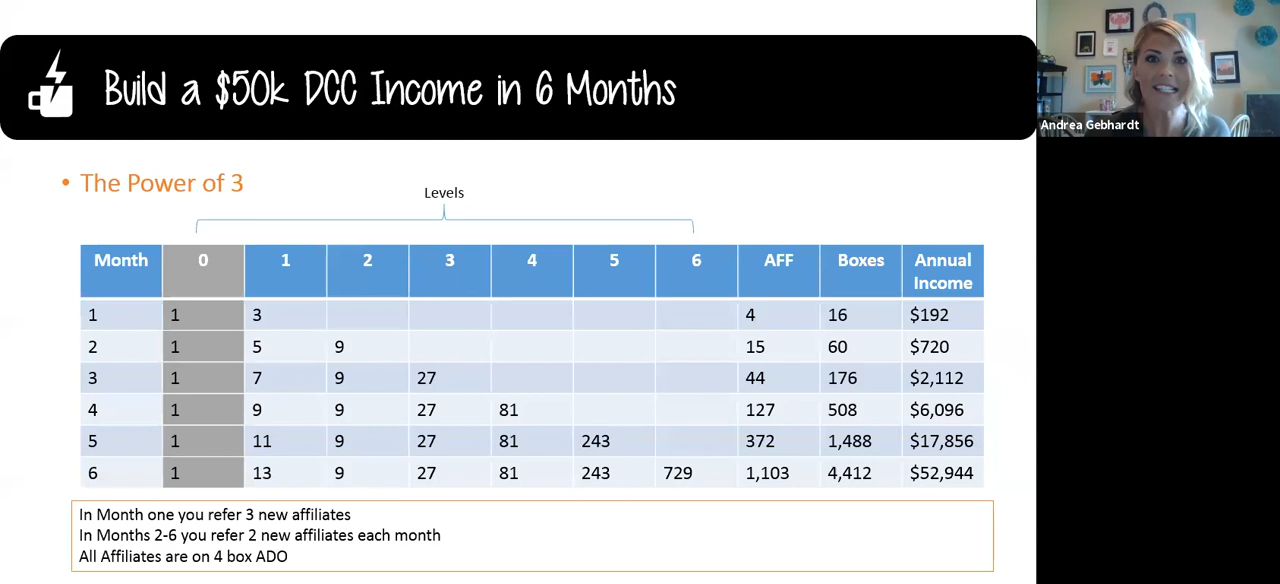 Build a $50k DCC Income in 6 Months
Andrea Gebhardt
• The Power of 3
Levels
Month 0 1 2 3 4 5 6 AFF Boxes Annual Income
1 1 3 4 16 $192
2 1 5 9 15 60 $720
3 1 7 9 27 44 176 $2,112
4 1 9 9 27 81 127 508 $6,096
5 1 11 9 27 81 243 372 1,488 $17,856
6 1 13 9 27 81 243 729 1,103 4,412 $52,944
In Month one you refer 3 new affiliates
In Months 2-6 you refer 2 new affiliates each month
All Affiliates are on 4 box ADO